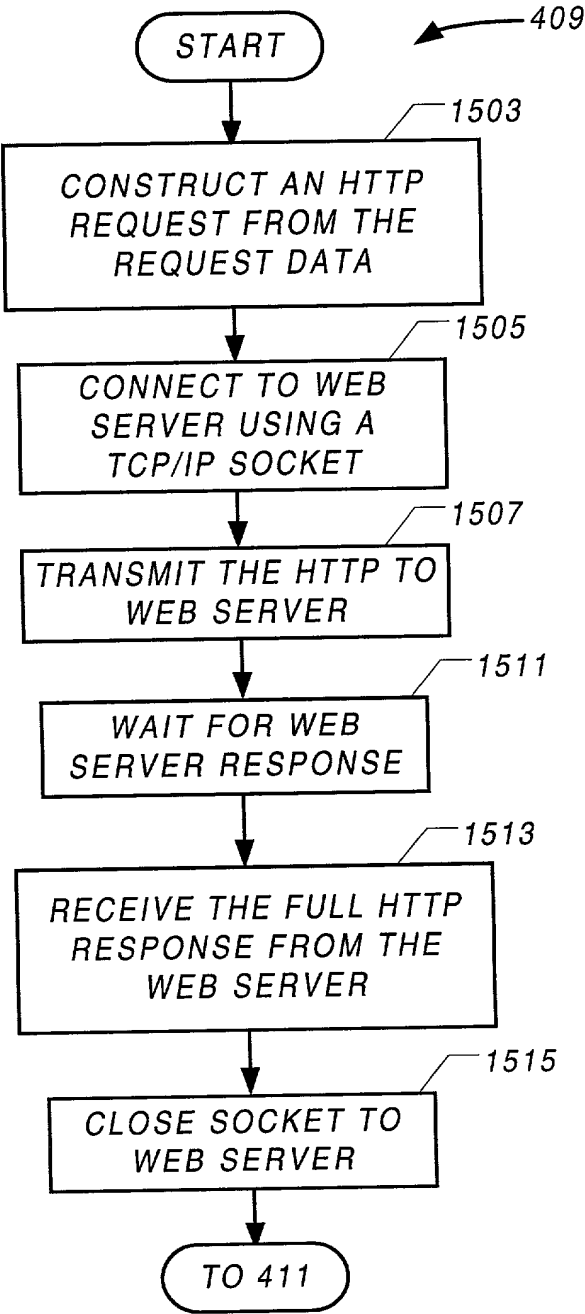 START
409
1503
CONSTRUCT AN HTTP
REQUEST FROM THE
REQUEST DATA
1505
CONNECT TO WEB
SERVER USING A
TCP/IP SOCKET
1507
TRANSMIT THE HTTP TO
WEB SERVER
1511
WAIT FOR WEB
SERVER RESPONSE
1513
RECEIVE THE FULL HTTP
RESPONSE FROM THE
WEB SERVER
1515
CLOSE SOCKET TO
WEB SERVER
TO 411